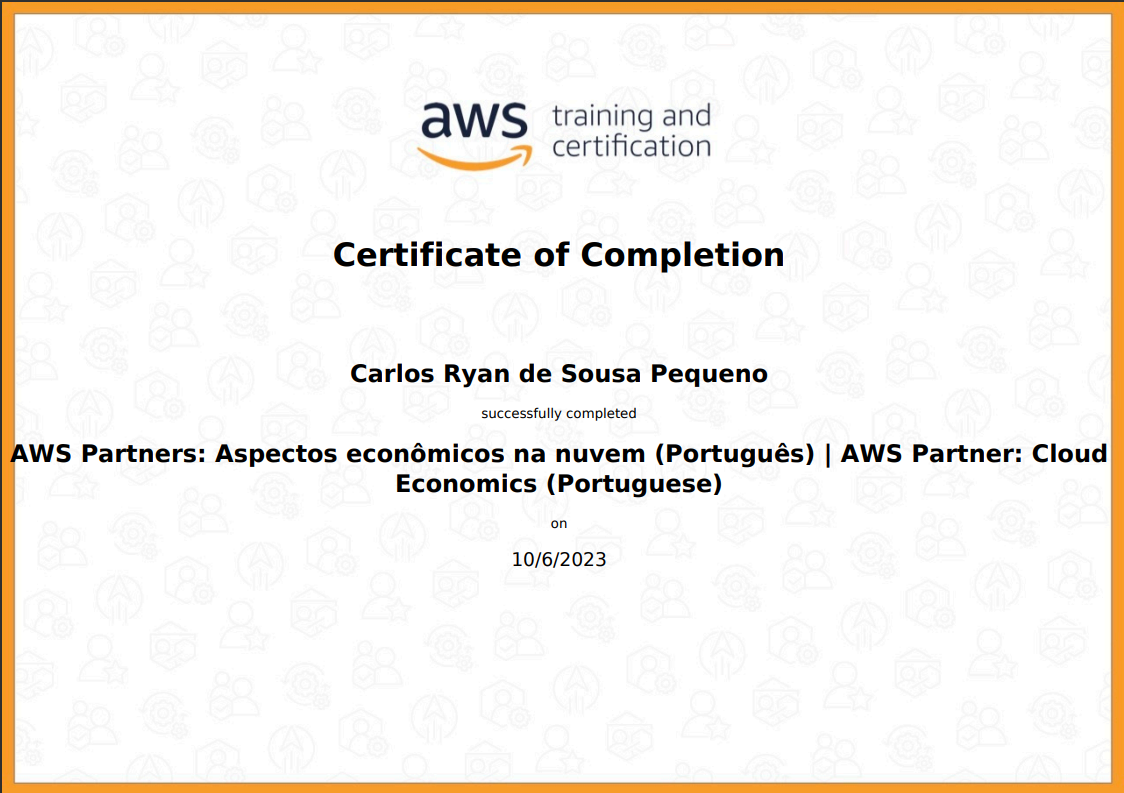 aws training and
certification
Certificate of Completion
Carlos Ryan de Sousa Pequeno
successfully completed
AWS Partners: Aspectos econômicos na nuvem (Português) | AWS Partner: Cloud
Economics (Portuguese)
on
10/6/2023